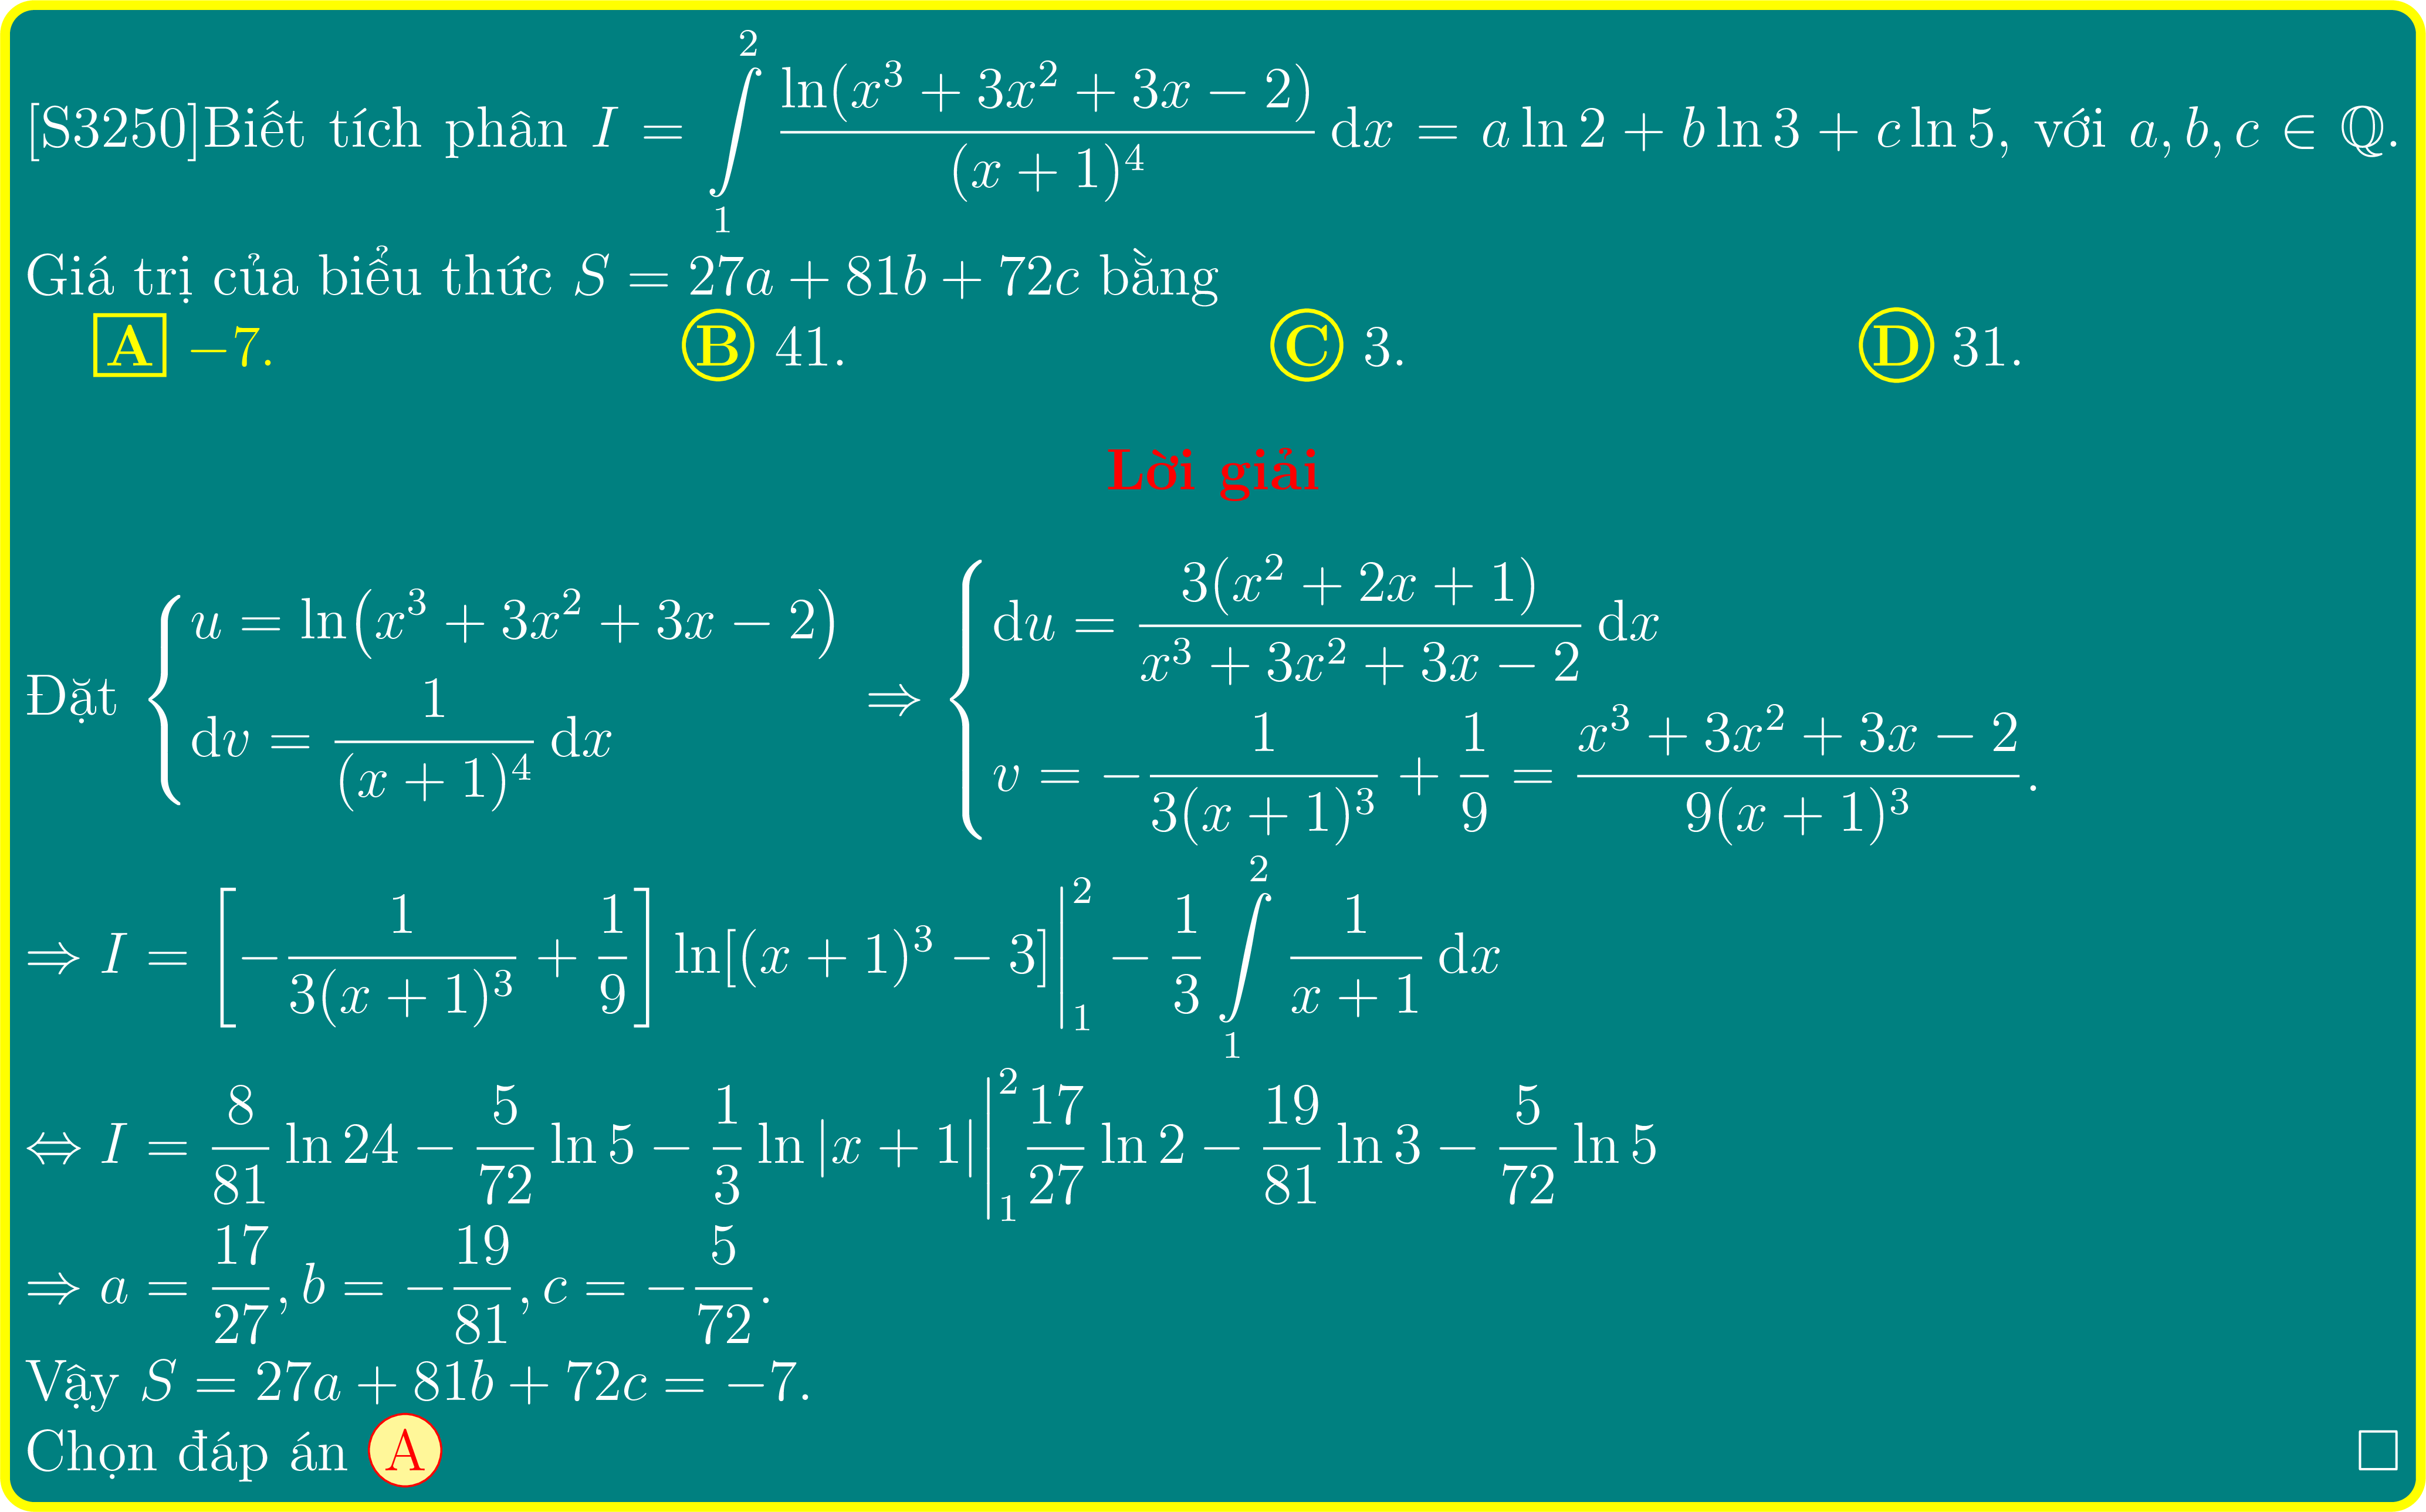 [S3250]Biết tích phân $I = \int\limits_1^2 \frac{\ln(x^3 + 3x^2 + 3x - 2)}{(x + 1)^4} \, \mathrm{d}x = a \ln 2 + b \ln 3 + c \ln 5$, với $a, b, c \in \mathbb{Q}$.
Giá trị của biểu thức $S = 27a + 81b + 72c$ bằng
A −7. B 41. C 3. D 31.
Lời giải
Đặt $\begin{cases} u = \ln(x^3 + 3x^2 + 3x - 2) \\ \mathrm{d}v = \frac{1}{(x + 1)^4} \, \mathrm{d}x \end{cases} \Rightarrow \begin{cases} \mathrm{d}u = \frac{3(x^2 + 2x + 1)}{x^3 + 3x^2 + 3x - 2} \, \mathrm{d}x \\ v = -\frac{1}{3(x + 1)^3} + \frac{1}{9} = \frac{x^3 + 3x^2 + 3x - 2}{9(x + 1)^3}. \end{cases}$
$\Rightarrow I = \left[ -\frac{1}{3(x + 1)^3} + \frac{1}{9} \right] \ln[(x + 1)^3 - 3] \Big|_1^2 - \frac{1}{3} \int\limits_1^2 \frac{1}{x + 1} \, \mathrm{d}x$
$\Leftrightarrow I = \frac{8}{81} \ln 24 - \frac{5}{72} \ln 5 - \frac{1}{3} \ln |x + 1| \Big|_1^2 \frac{17}{27} \ln 2 - \frac{19}{81} \ln 3 - \frac{5}{72} \ln 5$
$\Rightarrow a = \frac{17}{27}, b = -\frac{19}{81}, c = -\frac{5}{72}.$
Vậy $S = 27a + 81b + 72c = -7$.
Chọn đáp án A □